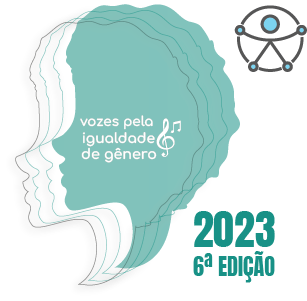 vozes pela
igualdade
de gênero
2023
6ª EDIÇÃO